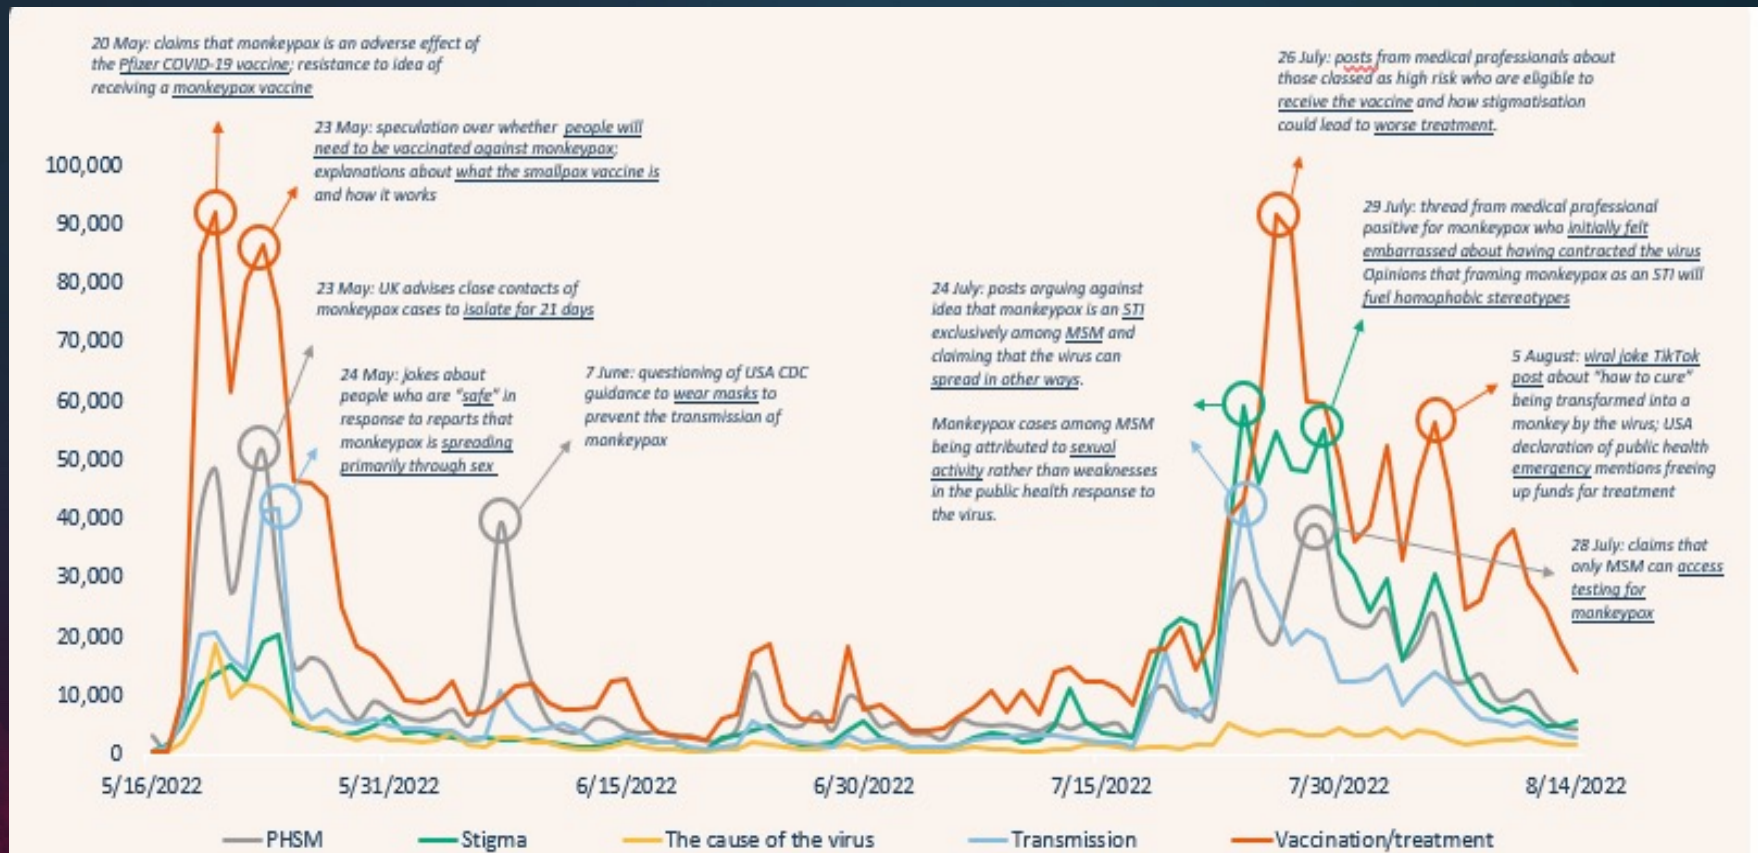 20 May: claims that monkeypox is an adverse effect of
the Pfizer COVID-19 vaccine; resistance to idea of
receiving a monkeypox vaccine
23 May: speculation over whether people will
need to be vaccinated against monkeypox;
explanations about what the smallpox vaccine is
and how it works
23 May: UK advises close contacts of
monkeypox cases to isolate for 21 days
24 May: jokes about
people who are "safe" in
response to reports that
monkeypox is spreading
primarily through sex
7 June: questioning of USA CDC
guidance to wear masks to
prevent the transmission of
monkeypox
24 July: posts arguing against
idea that monkeypox is an STI
exclusively among MSM and
claiming that the virus can
spread in other ways.
Monkeypox cases among MSM
being attributed to sexual
activity rather than weaknesses
in the public health response to
the virus.
26 July: posts from medical professionals about
those classed as high risk who are eligible to
receive the vaccine and how stigmatisation
could lead to worse treatment.
29 July: thread from medical professional
positive for monkeypox who initially felt
embarrassed about having contracted the virus
Opinions that framing monkeypox as an STI will
fuel homophobic stereotypes
5 August: viral joke TikTok
post about "how to cure"
being transformed into a
monkey by the virus; USA
declaration of public health
emergency mentions freeing
up funds for treatment
28 July: claims that
only MSM can access
testing for
monkeypox
100,000
90,000
80,000
70,000
60,000
50,000
40,000
30,000
20,000
10,000
0
5/16/2022 5/31/2022 6/15/2022 6/30/2022 7/15/2022 7/30/2022 8/14/2022
PHSM Stigma The cause of the virus Transmission Vaccination/treatment